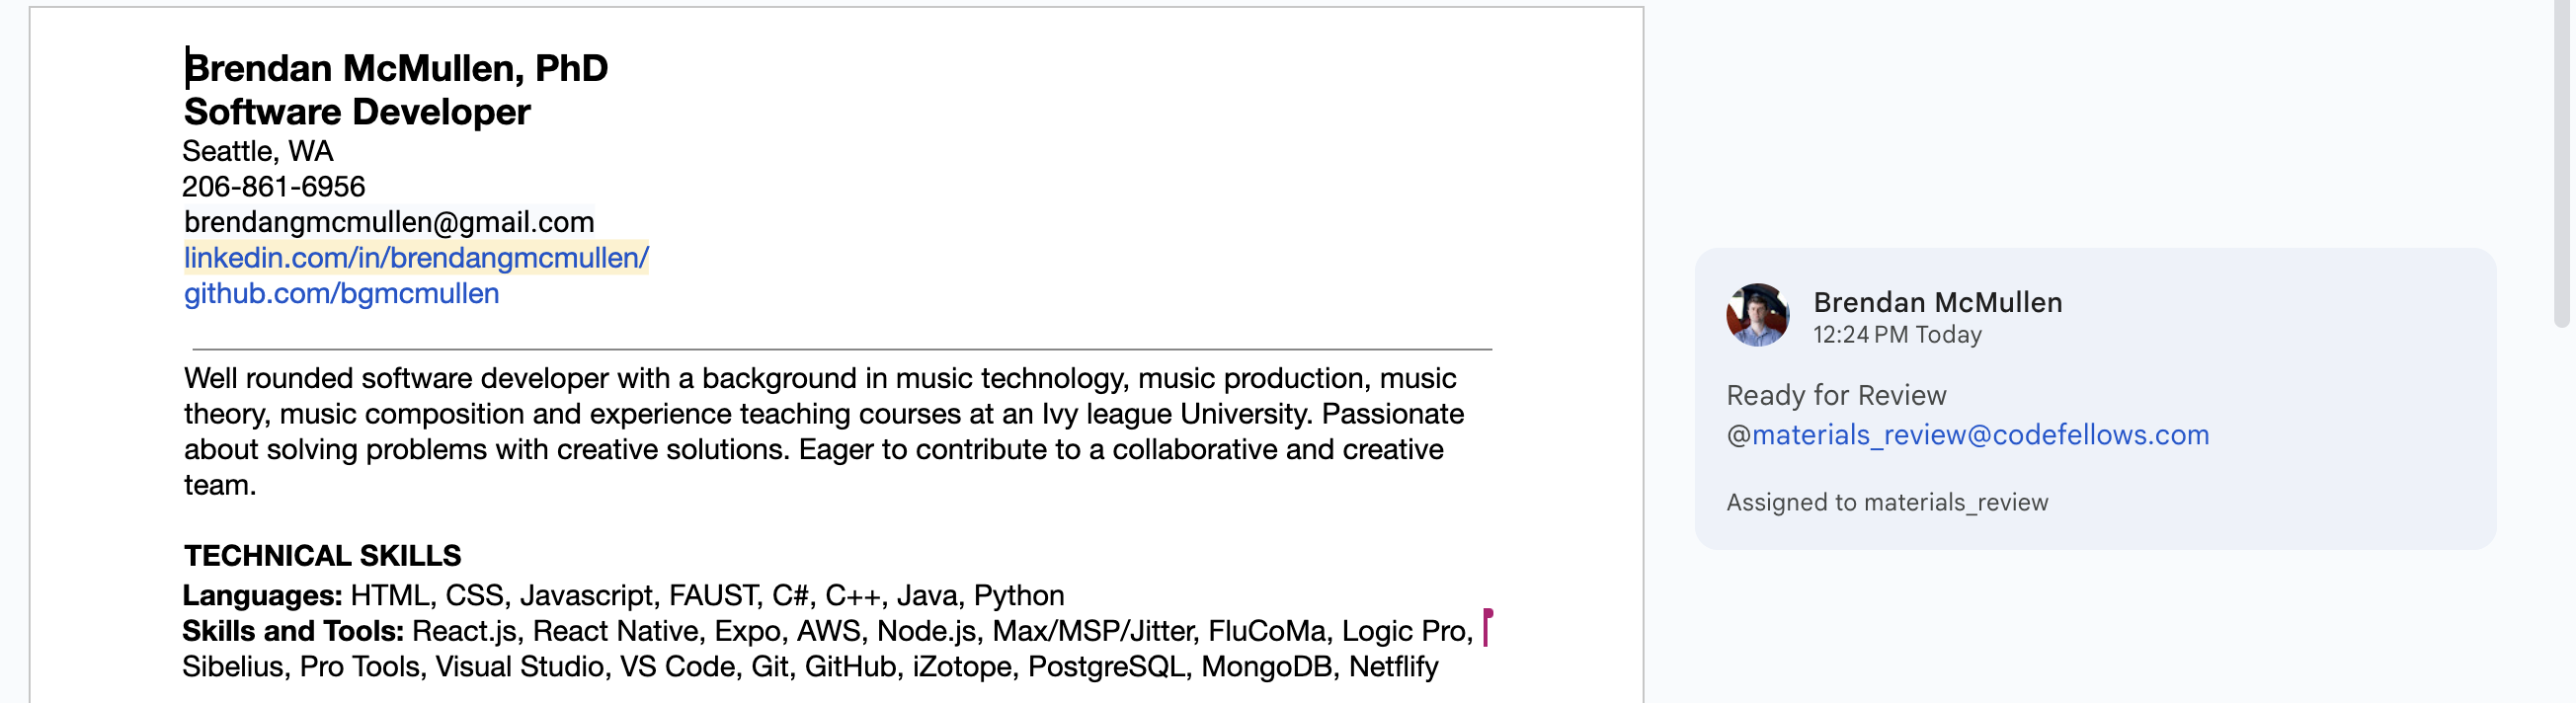 Brendan McMullen, PhD
Software Developer
Seattle, WA
206-861-6956
brendangmcmullen@gmail.com
linkedin.com/in/brendangmcmullen/
github.com/bgmcmullen
Well rounded software developer with a background in music technology, music production, music
theory, music composition and experience teaching courses at an Ivy league University. Passionate
about solving problems with creative solutions. Eager to contribute to a collaborative and creative
team.
TECHNICAL SKILLS
Languages: HTML, CSS, Javascript, FAUST, C#, C++, Java, Python
Skills and Tools: React.js, React Native, Expo, AWS, Node.js, Max/MSP/Jitter, FluCoMa, Logic Pro,
Sibelius, Pro Tools, Visual Studio, VS Code, Git, GitHub, iZotope, PostgreSQL, MongoDB, Netflify
Brendan McMullen
12:24 PM Today
Ready for Review
@materials_review@codefellows.com
Assigned to materials_review